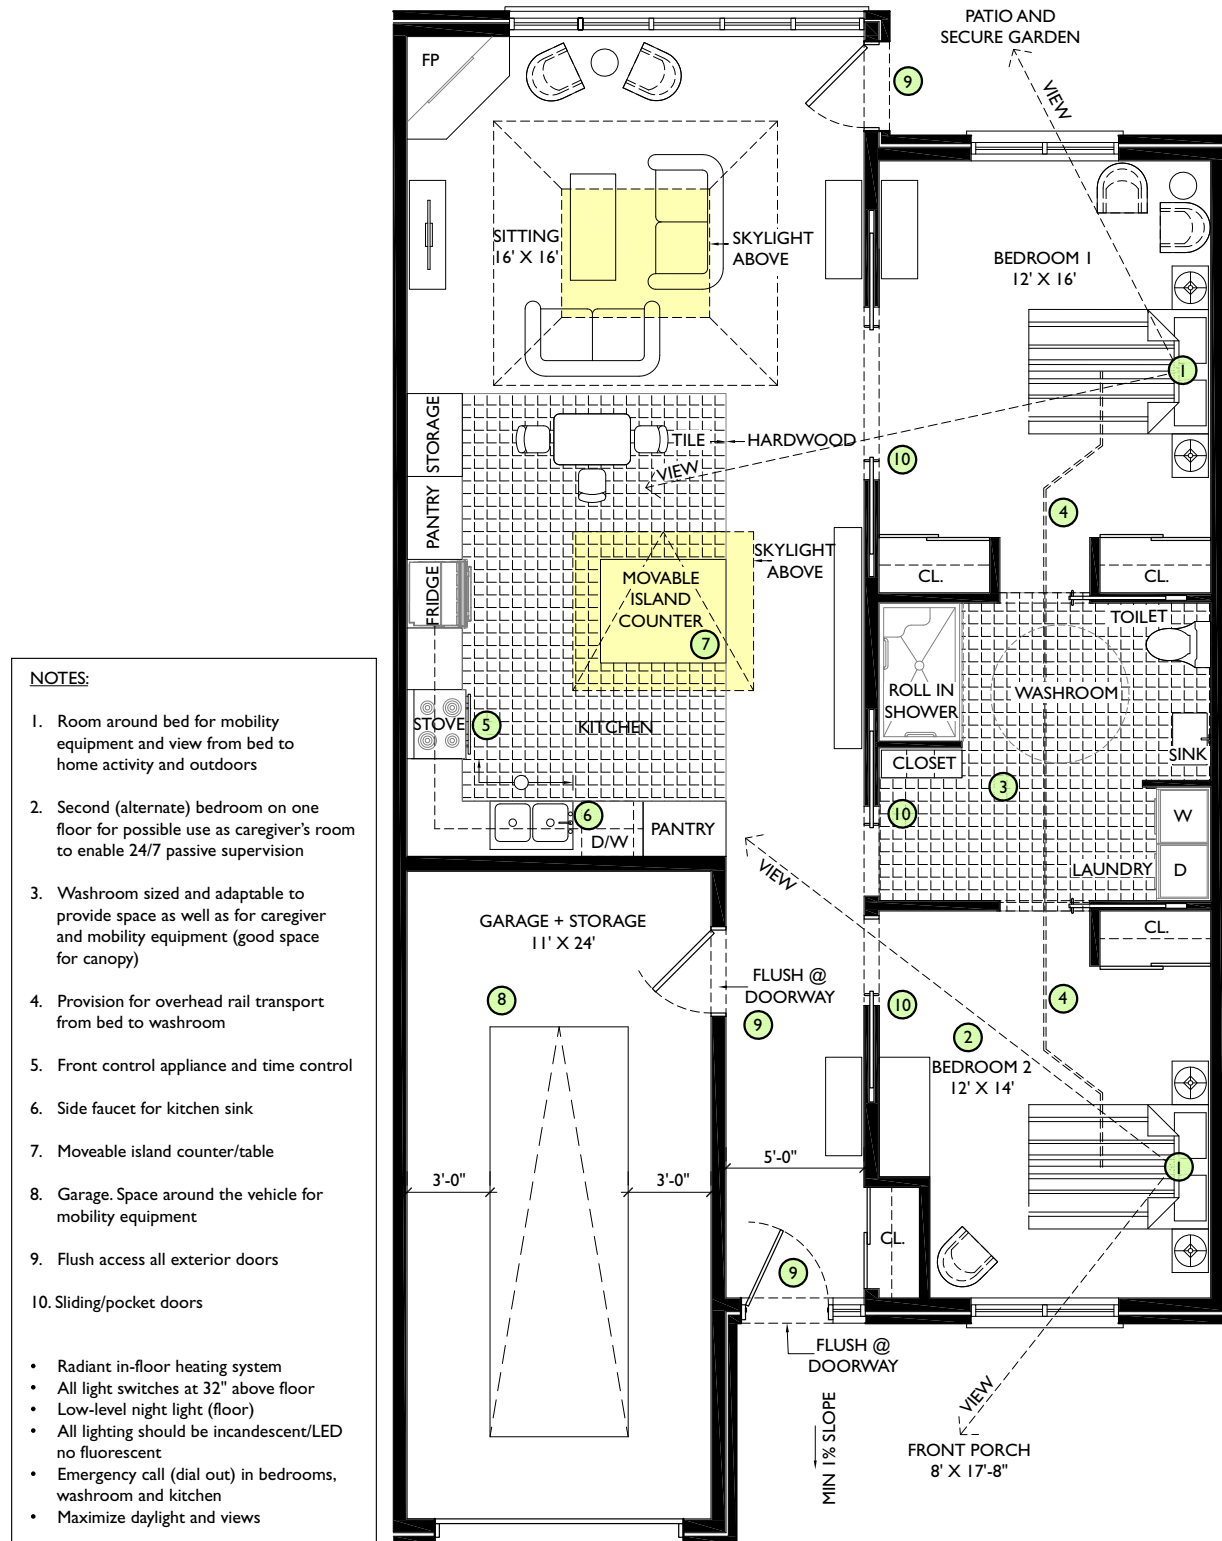 PATIO AND
SECURE GARDEN
VIEW
FP
9
SITTING
16' X 16'
SKYLIGHT
ABOVE
BEDROOM 1
12' X 16'
1
STORAGE
TILE
HARDWOOD
VIEW
10
PANTRY
4
SKYLIGHT
ABOVE
FRIDGE
MOVABLE
ISLAND
COUNTER
7
CL.
CL.
TOILET
ROLL IN
SHOWER
WASHROOM
STOVE
5
KITCHEN
SINK
CLOSET
3
6
D/W
PANTRY
10
W
VIEW
LAUNDRY
D
GARAGE + STORAGE
11' X 24'
CL.
FLUSH @
DOORWAY
8
9
10
4
2
BEDROOM 2
12' X 14'
3'-0"
3'-0"
5'-0"
1
CL.
9
FLUSH @
DOORWAY
MIN 1% SLOPE
VIEW
FRONT PORCH
8' X 17'-8"
NOTES:
1. Room around bed for mobility
equipment and view from bed to
home activity and outdoors
2. Second (alternate) bedroom on one
floor for possible use as caregiver's room
to enable 24/7 passive supervision
3. Washroom sized and adaptable to
provide space as well as for caregiver
and mobility equipment (good space
for canopy)
4. Provision for overhead rail transport
from bed to washroom
5. Front control appliance and time control
6. Side faucet for kitchen sink
7. Moveable island counter/table
8. Garage. Space around the vehicle for
mobility equipment
9. Flush access all exterior doors
10. Sliding/pocket doors
• Radiant in-floor heating system
• All light switches at 32" above floor
• Low-level night light (floor)
• All lighting should be incandescent/LED
no fluorescent
• Emergency call (dial out) in bedrooms,
washroom and kitchen
• Maximize daylight and views